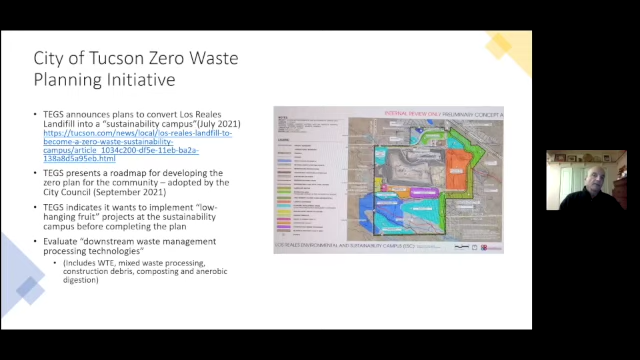 City of Tucson Zero Waste
Planning Initiative
• TEGS announces plans to convert Los Reales
Landfill into a “sustainability campus”(July 2021)
https://tucson.com/news/local/los-reales-landfill-to-
become-a-zero-waste-sustainability-
campus/article_1034c200-df5e-11eb-ba2a-
138a8d5a95eb.html
• TEGS presents a roadmap for developing the
zero plan for the community – adopted by the
City Council (September 2021)
• TEGS indicates it wants to implement “low-
hanging fruit” projects at the sustainability
campus before completing the plan
• Evaluate “downstream waste management
processing technologies”
• (Includes WTE, mixed waste processing,
construction debris, composting and anerobic
digestion)
INTERNAL REVIEW ONLY PRELIMINARY CONCEPT A
LOS REALES ENVIRONMENTAL AND SUSTAINABILITY CAMPUS